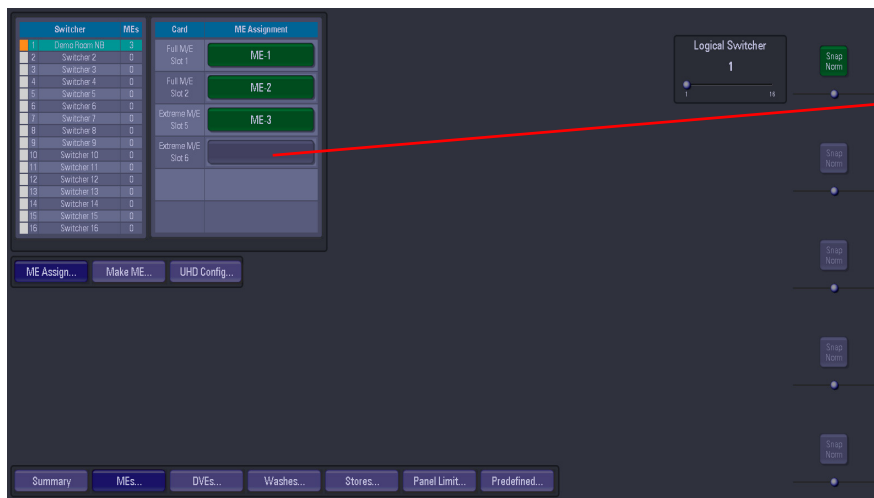 Switcher MEs
1 Demo Room NB 3
2 Switcher 2 0
3 Switcher 3 0
4 Switcher 4 0
5 Switcher 5 0
6 Switcher 6 0
7 Switcher 7 0
8 Switcher 8 0
9 Switcher 9 0
10 Switcher 10 0
11 Switcher 11 0
12 Switcher 12 0
13 Switcher 13 0
14 Switcher 14 0
15 Switcher 15 0
16 Switcher 16 0
Card ME Assignment
Full M/E
Slot 1
ME-1
Full M/E
Slot 2
ME-2
Extreme M/E
Slot 5
ME-3
Extreme M/E
Slot 6
Logical Switcher
1
1 16
Snap
Norm
Snap
Norm
Snap
Norm
Snap
Norm
Snap
Norm
ME Assign... Make ME... UHD Config...
Summary MEs... DVEs... Washes... Stores... Panel Limit... Predefined...